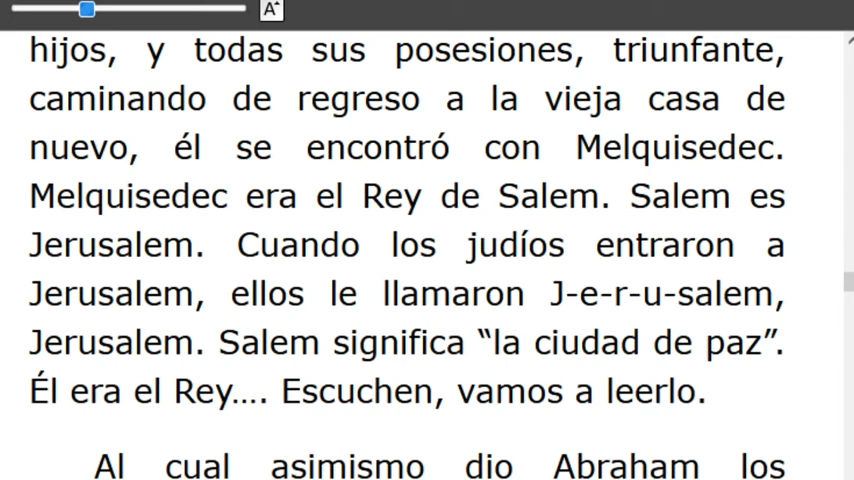 A
hijos, y todas sus posesiones, triunfante,
caminando de regreso a la vieja casa de
nuevo, él se encontró con Melquisedec.
Melquisedec era el Rey de Salem. Salem es
Jerusalem. Cuando los judíos entraron a
Jerusalem, ellos le llamaron J-e-r-u-salem,
Jerusalem. Salem significa “la ciudad de paz”.
Él era el Rey…. Escuchen, vamos a leerlo.
Al cual asimismo dio Abraham los